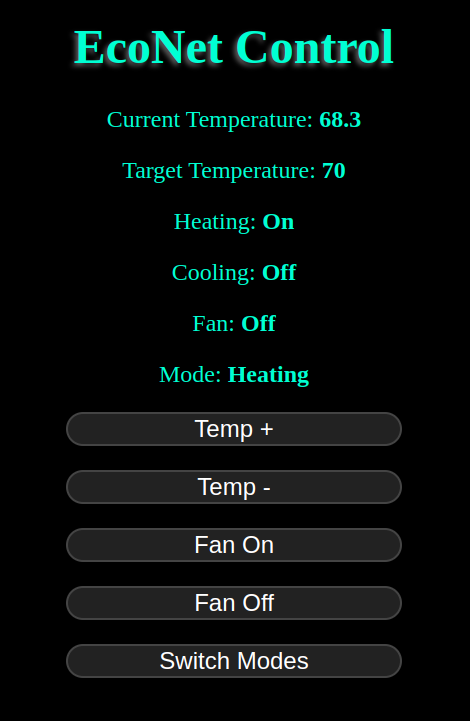 EcoNet Control
Current Temperature: 68.3
Target Temperature: 70
Heating: On
Cooling: Off
Fan: Off
Mode: Heating
Temp +
Temp -
Fan On
Fan Off
Switch Modes